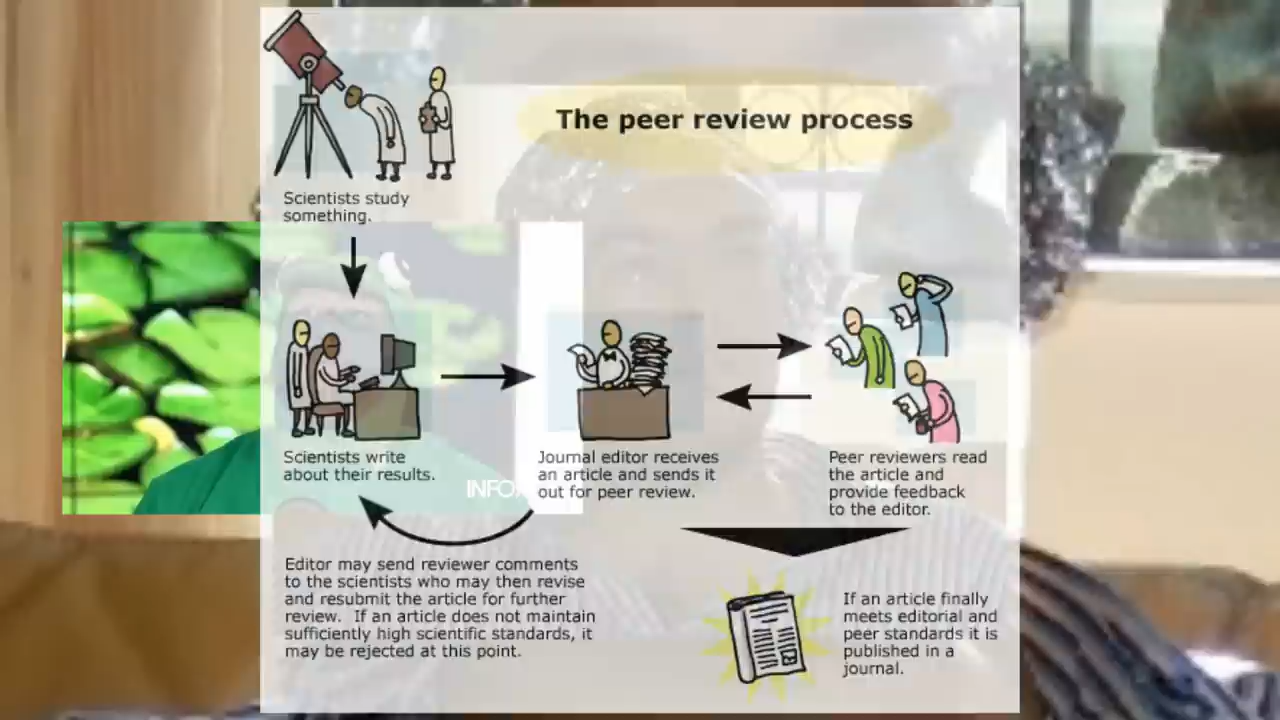 The peer review process
Scientists study
something.
Scientists write
about their results.
Journal editor receives
an article and sends it
out for peer review.
Peer reviewers read
the article and
provide feedback
to the editor.
Editor may send reviewer comments
to the scientists who may then revise
and resubmit the article for further
review. If an article does not maintain
sufficiently high scientific standards, it
may be rejected at this point.
If an article finally
meets editorial and
peer standards it is
published in a
journal.